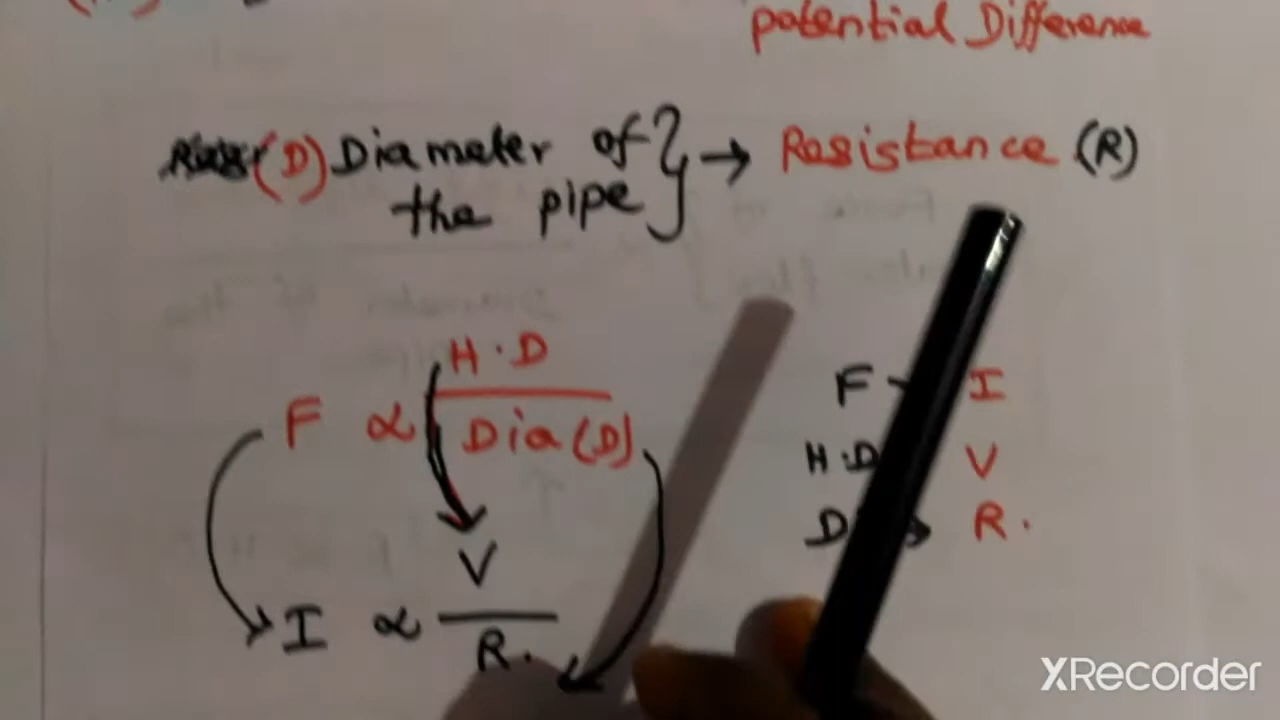 potential Difference
(D) Diameter of } → Resistance (R)
the pipe
H.D
F ∝ Dia(D)
V
I ∝ R.
F I
H.D V
D → R.
XRecorder